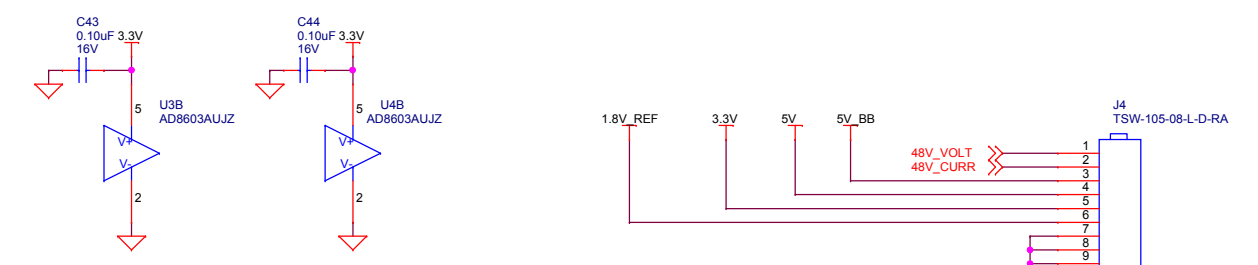 C43
0.10uF 3.3V
16V
5
U3B
AD8603AUJZ
V+
V-
2
C44
0.10uF 3.3V
16V
5
U4B
AD8603AUJZ
V+
V-
2
1.8V_REF
3.3V
5V
5V_BB
48V_VOLT
48V_CURR
J4
TSW-105-08-L-D-RA
1
2
3
4
5
6
7
8
9